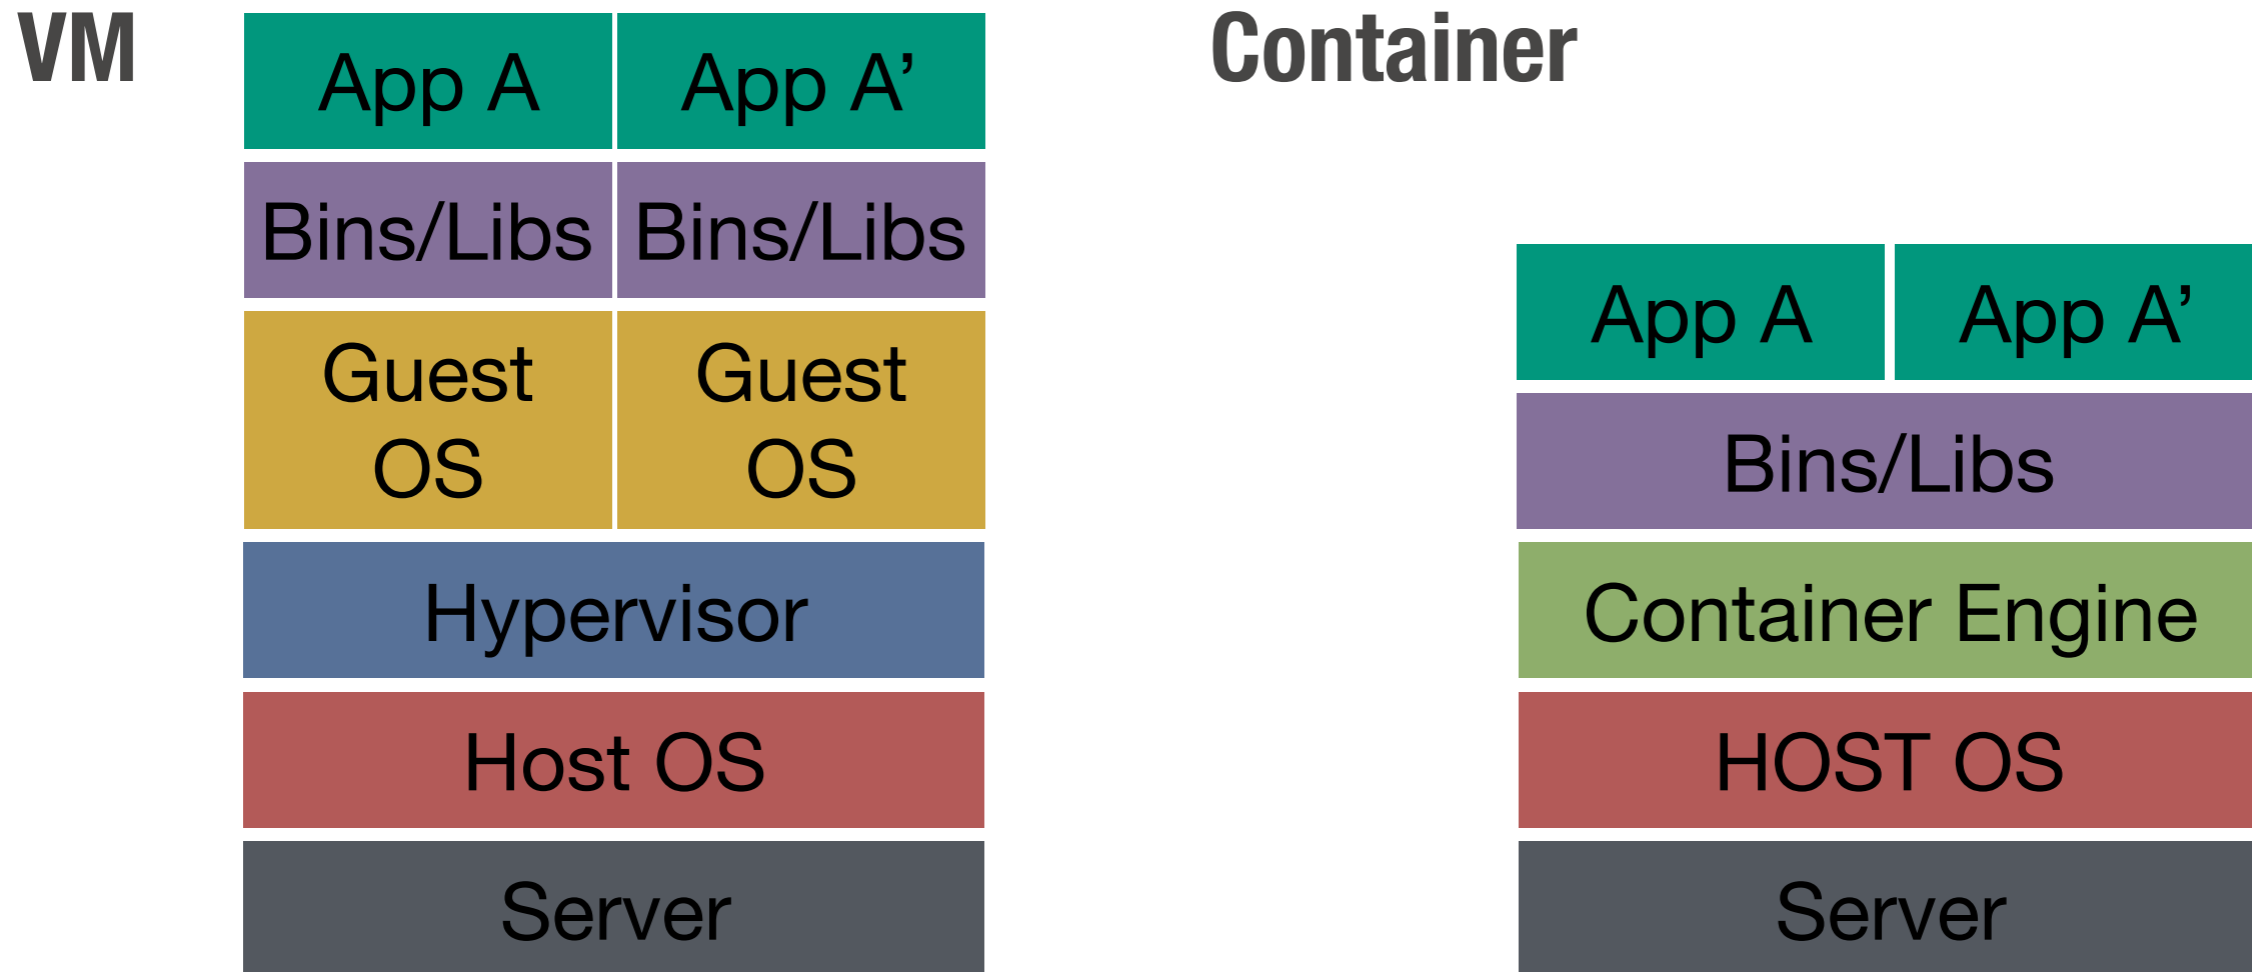 VM
App A
App A’
Bins/Libs
Bins/Libs
Guest
OS
Guest
OS
Hypervisor
Host OS
Server
Container
App A
App A’
Bins/Libs
Container Engine
HOST OS
Server